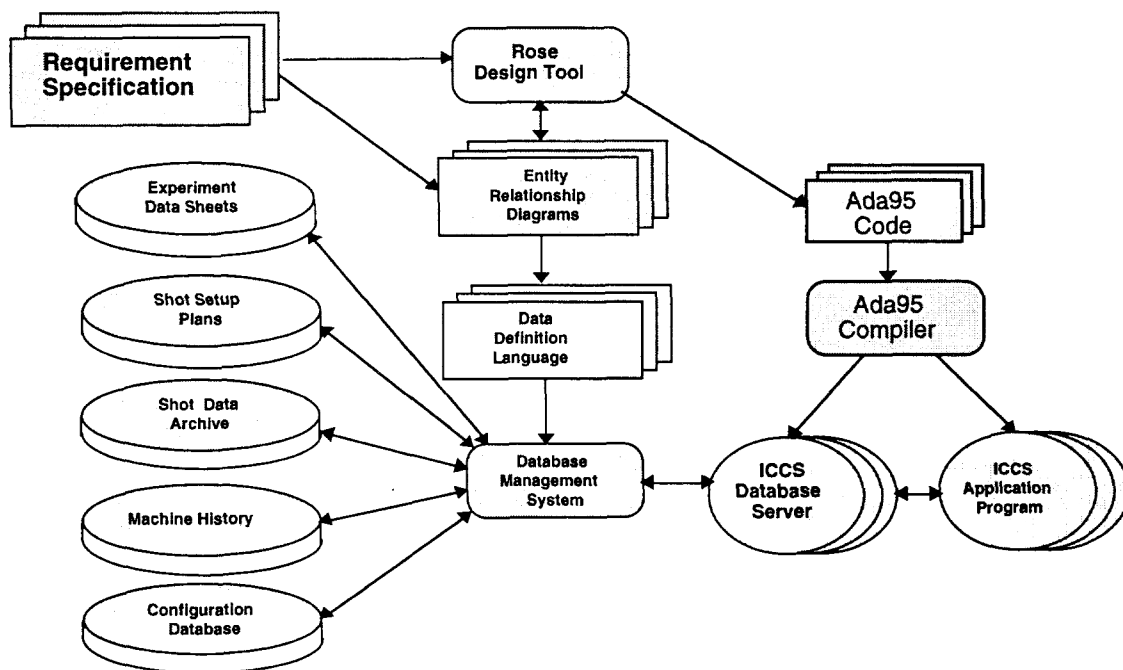 Requirement
Specification
Rose
Design Tool
Entity
Relationship
Diagrams
Ada95
Code
Experiment
Data Sheets
Shot Setup
Plans
Data
Definition
Language
Ada95
Compiler
Shot Data
Archive
Database
Management
System
ICCS
Database
Server
ICCS
Application
Program
Machine History
Configuration
Database